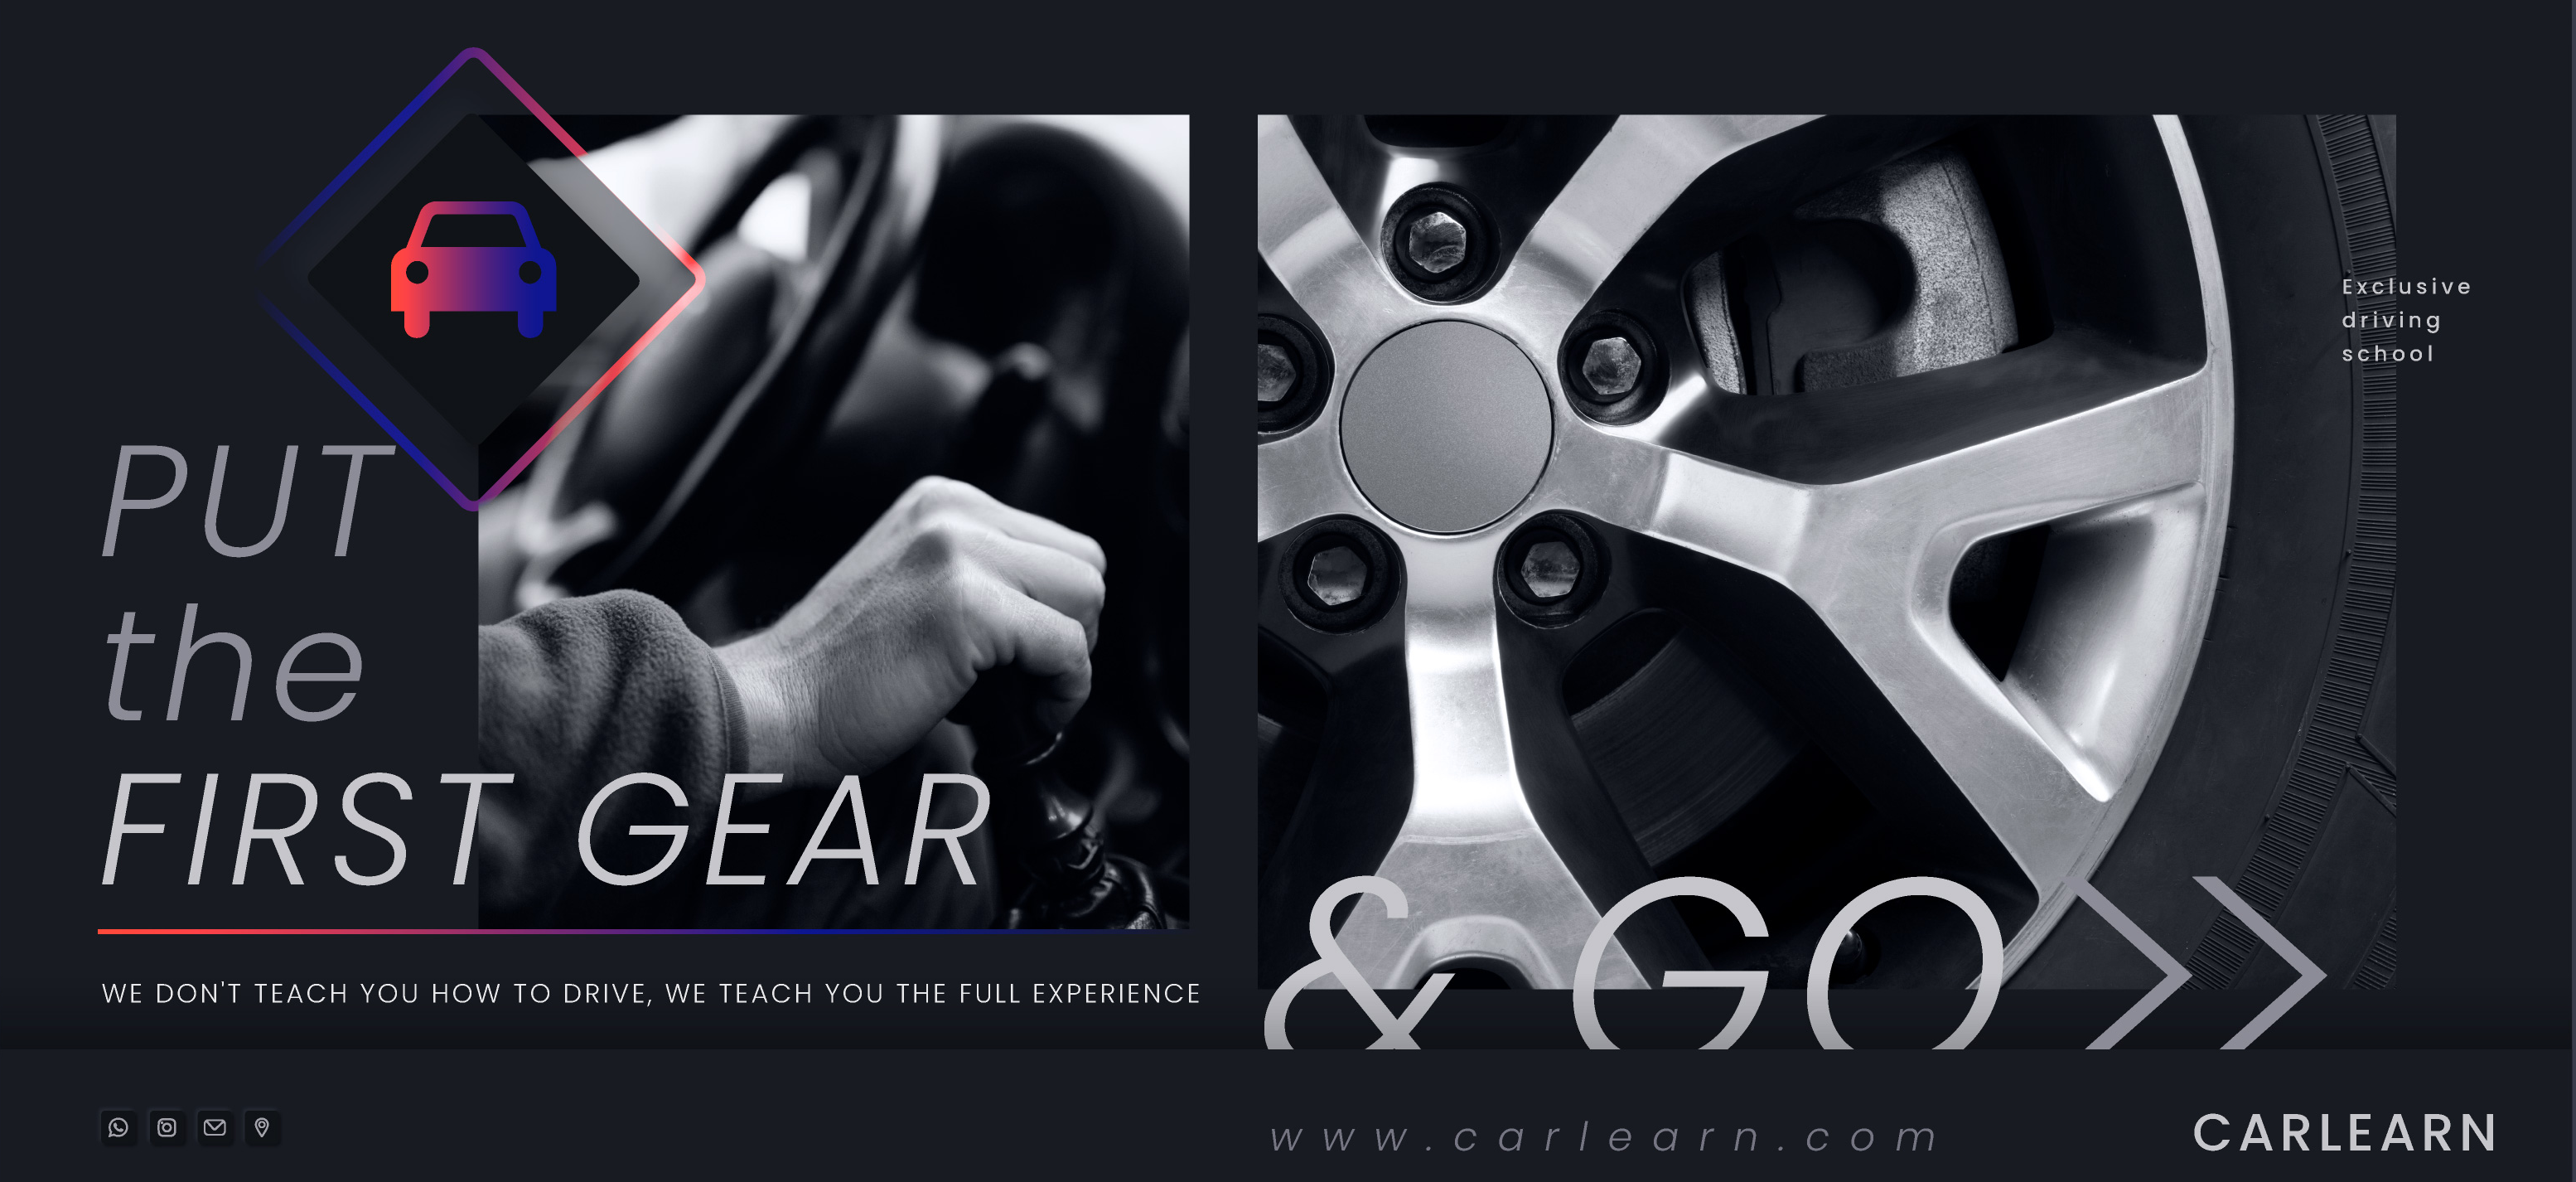 PUT
the
FIRST GEAR
WE DON'T TEACH YOU HOW TO DRIVE, WE TEACH YOU THE FULL EXPERIENCE
& GO
Exclusive
driving
school
www.carlearn.com
CARLEARN